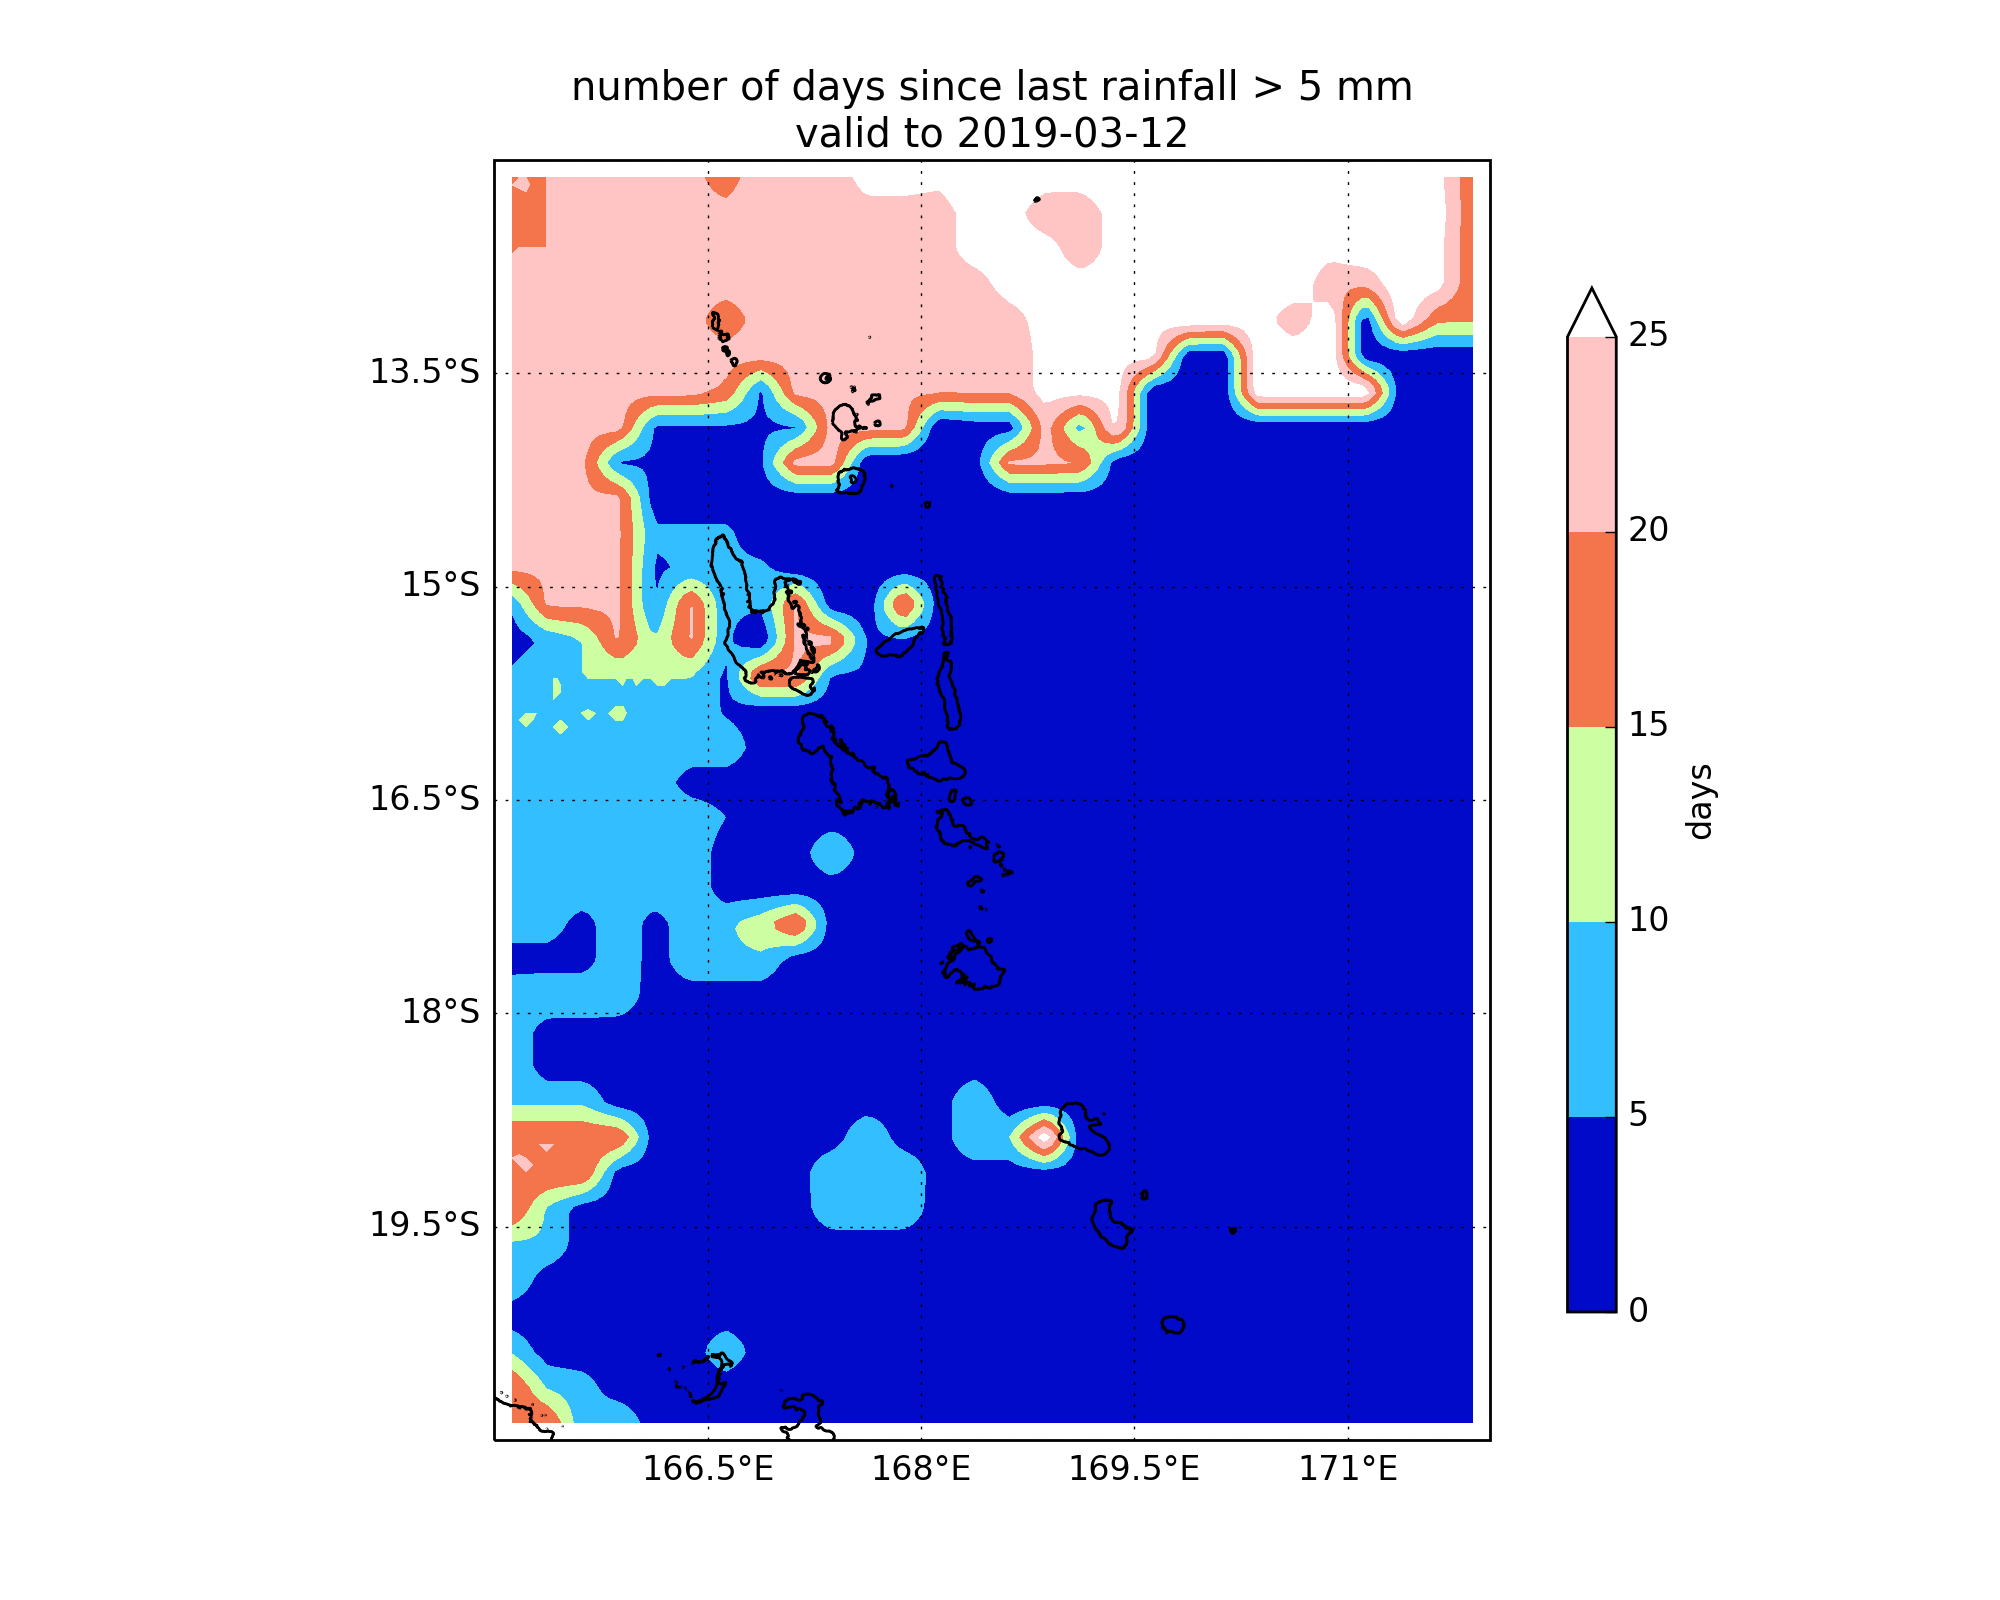 number of days since last rainfall > 5 mm
valid to 2019-03-12
13.5°S
15°S
16.5°S
18°S
19.5°S
166.5°E
168°E
169.5°E
171°E
25
20
15
10
5
0
days